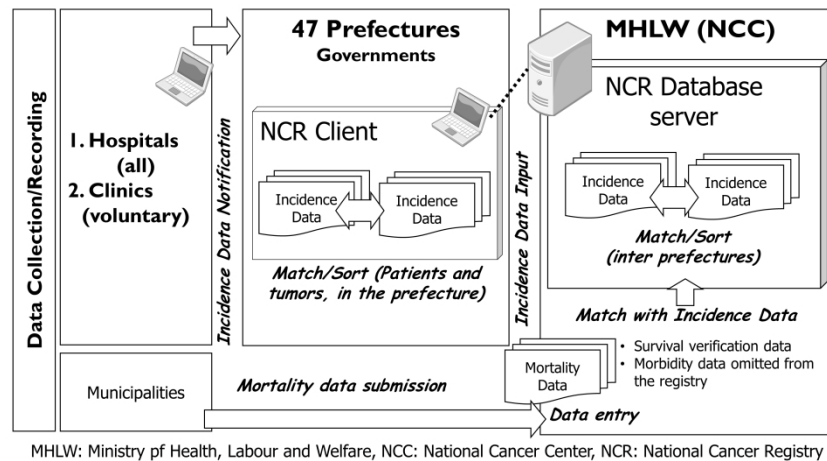 Data Collection/Recording
1. Hospitals
(all)
2. Clinics
(voluntary)
Municipalities
Incidence Data Notification
47 Prefectures
Governments
NCR Client
Incidence
Data
Incidence
Data
Match/Sort (Patients and
tumors, in the prefecture)
Incidence Data Input
MHLW (NCC)
NCR Database
server
Incidence
Data
Incidence
Data
Match/Sort
(inter prefectures)
Match with Incidence Data
Mortality
Data
• Survival verification data
• Morbidity data omitted from
the registry
Mortality data submission
Data entry
MHLW: Ministry pf Health, Labour and Welfare, NCC: National Cancer Center, NCR: National Cancer Registry